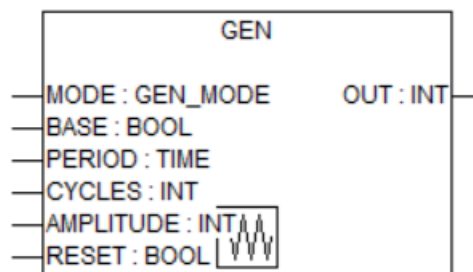 GEN
MODE : GEN_MODE OUT : INT
BASE : BOOL
PERIOD : TIME
CYCLES : INT
AMPLITUDE : INT
RESET : BOOL